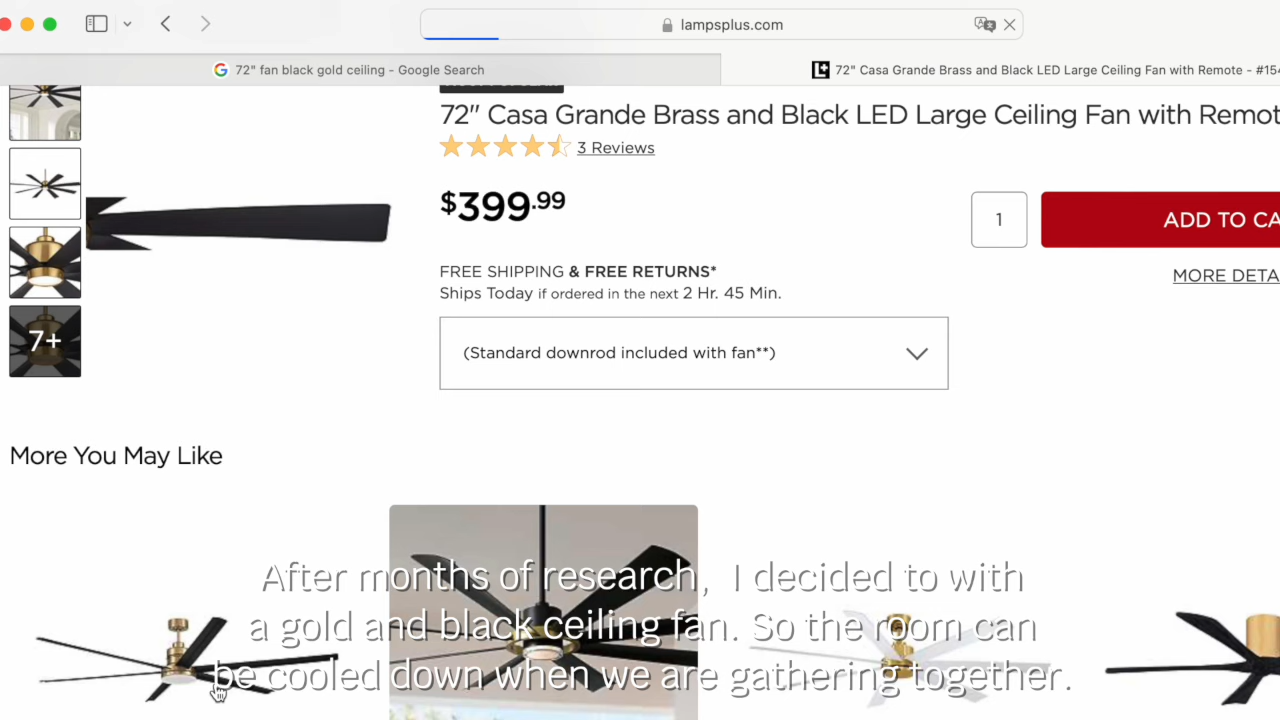 lampsplus.com
72" fan black gold ceiling - Google Search
72" Casa Grande Brass and Black LED Large Ceiling Fan with Remote - #154
72" Casa Grande Brass and Black LED Large Ceiling Fan with Remot
3 Reviews
$399.99
1
ADD TO CA
FREE SHIPPING & FREE RETURNS*
MORE DETA
Ships Today if ordered in the next 2 Hr. 45 Min.
7+
(Standard downrod included with fan**)
More You May Like
After months of research, I decided to with
a gold and black ceiling fan. So the room can
be cooled down when we are gathering together.